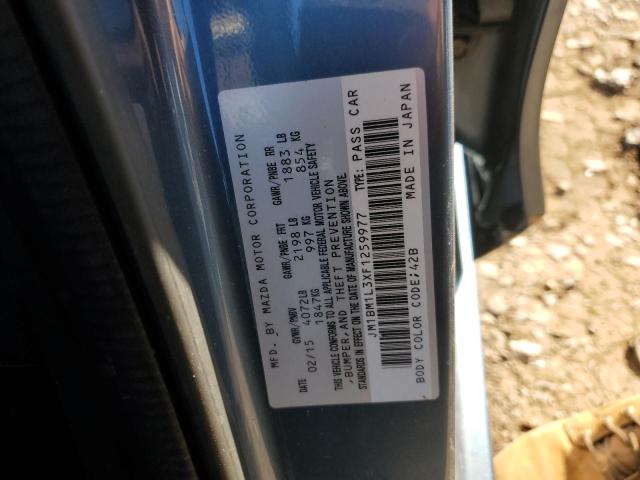 MFD. BY MAZDA MOTOR CORPORATION
DATE GVWR/PNBV GAWR/PNBE FRT GAWR/PNBE RR
02/15 4072LB 2198 LB 1883 LB
1847KG 997 KG 854 KG
THIS VEHICLE CONFORMS TO ALL APPLICABLE FEDERAL MOTOR VEHICLE SAFETY
,BUMPER,AND THEFT PREVENTION
STANDARDS IN EFFECT ON THE DATE OF MANUFACTURE SHOWN ABOVE.
JM1BM1L3XF1259977 TYPE: PASS CAR
BODY COLOR CODE:42B MADE IN JAPAN